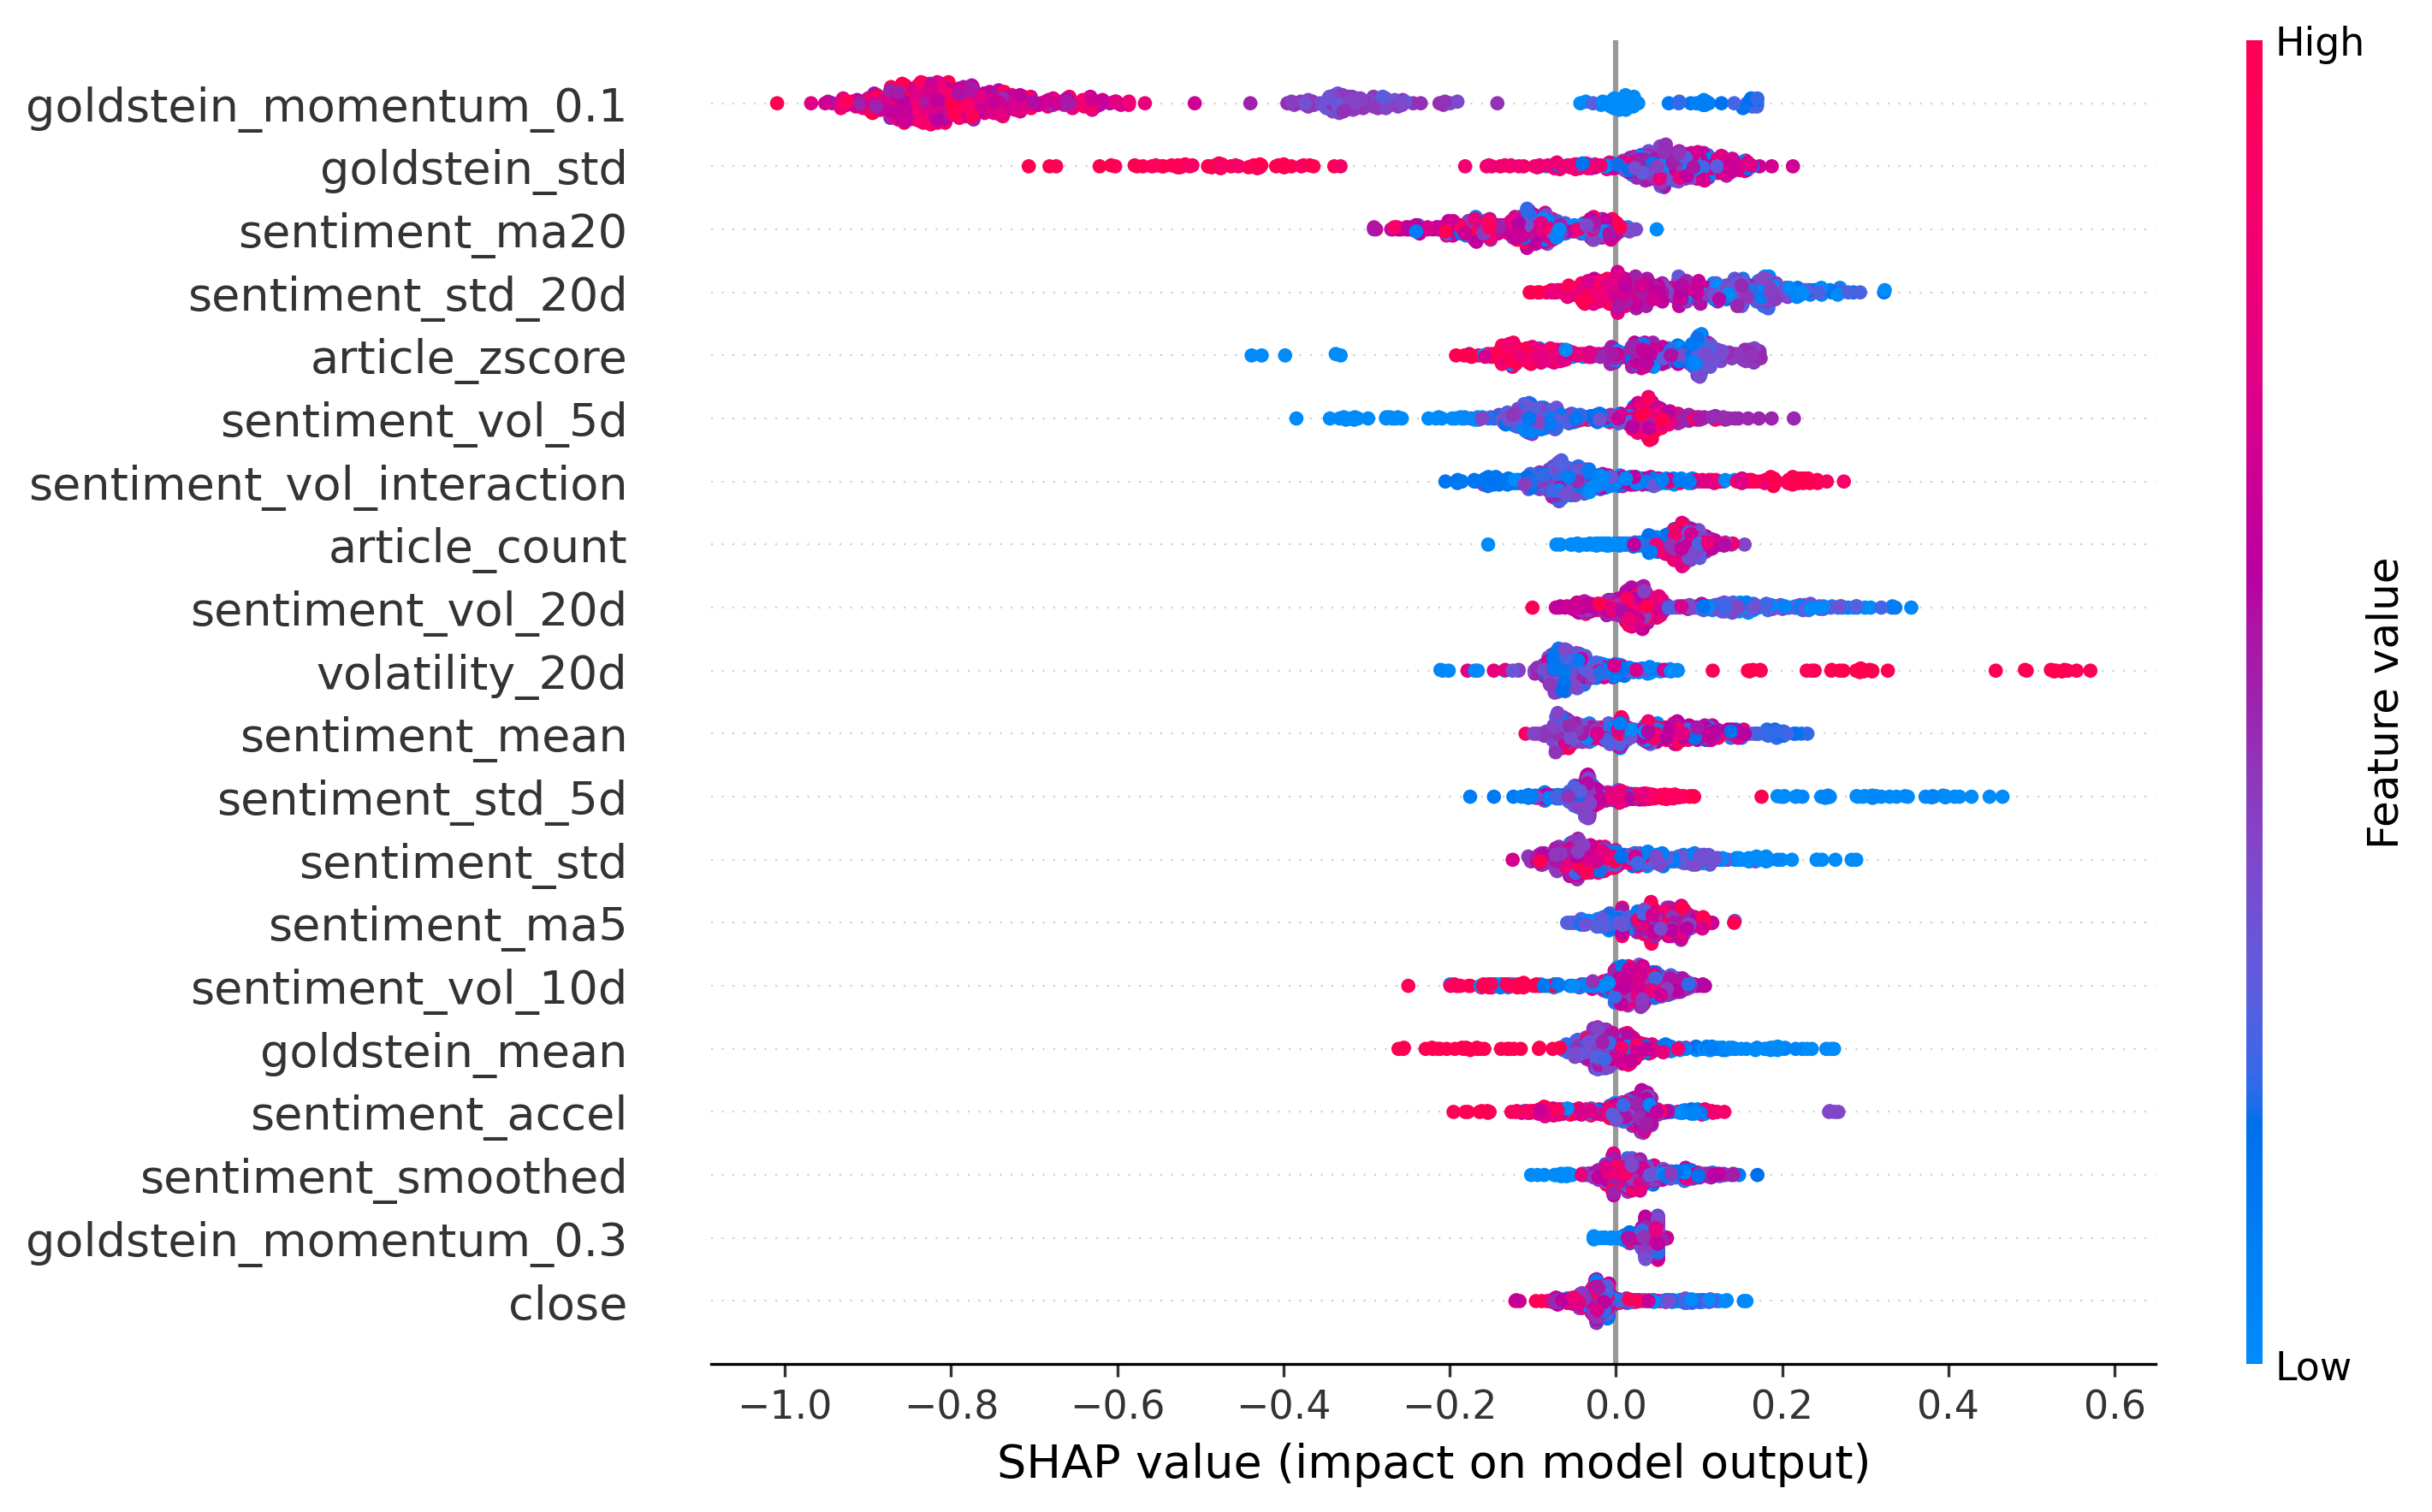 High
goldstein_momentum_0.1
goldstein_std
sentiment_ma20
sentiment_std_20d
article_zscore
sentiment_vol_5d
sentiment_vol_interaction
article_count
sentiment_vol_20d
volatility_20d
sentiment_mean
sentiment_std_5d
sentiment_std
sentiment_ma5
sentiment_vol_10d
goldstein_mean
sentiment_accel
sentiment_smoothed
goldstein_momentum_0.3
close
Feature value
Low
−1.0 −0.8 −0.6 −0.4 −0.2 0.0 0.2 0.4 0.6
SHAP value (impact on model output)